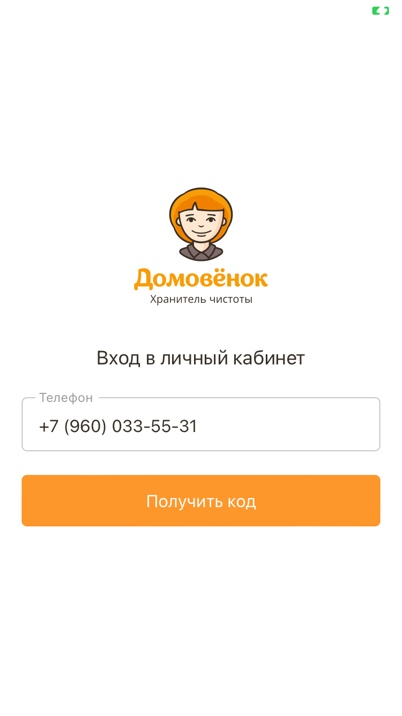 Домовёнок
Хранитель чистоты
Вход в личный кабинет
Телефон
+7 (960) 033-55-31
Получить код